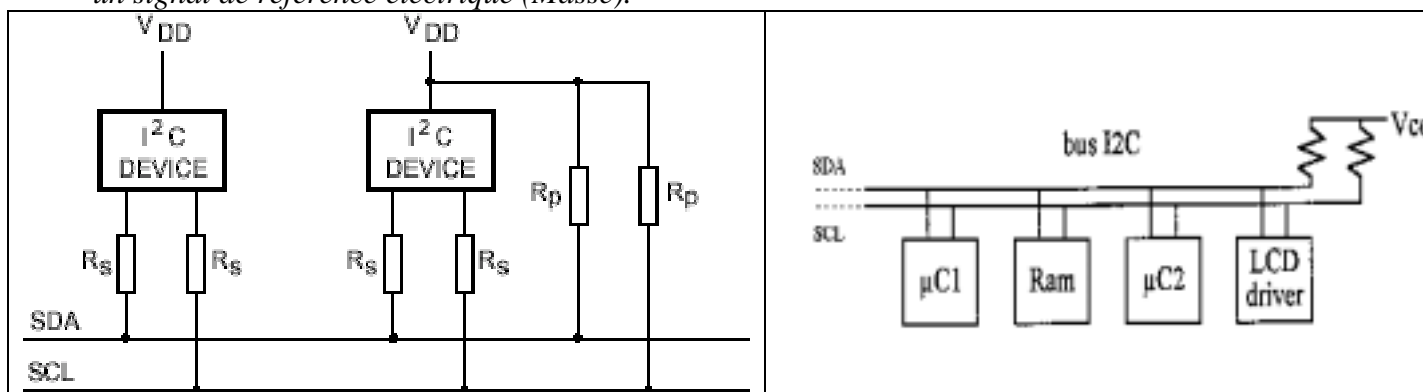 un signal de référence électrique (Masse).
VDD
VDD
I²C
DEVICE
I²C
DEVICE
Rp
Rp
Rs
Rs
Rs
Rs
SDA
SCL
bus I2C
Vcc
SDA
SCL
µC1
Ram
µC2
LCD
driver